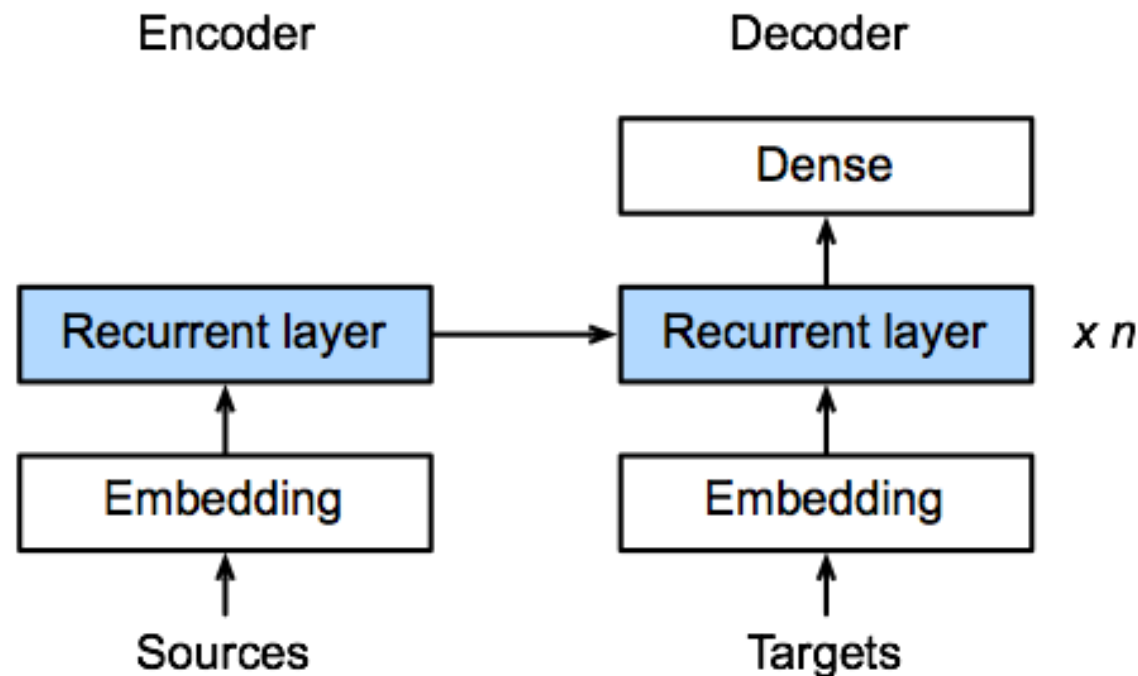 Encoder
Decoder
Dense
Recurrent layer
Recurrent layer
x n
Embedding
Embedding
Sources
Targets